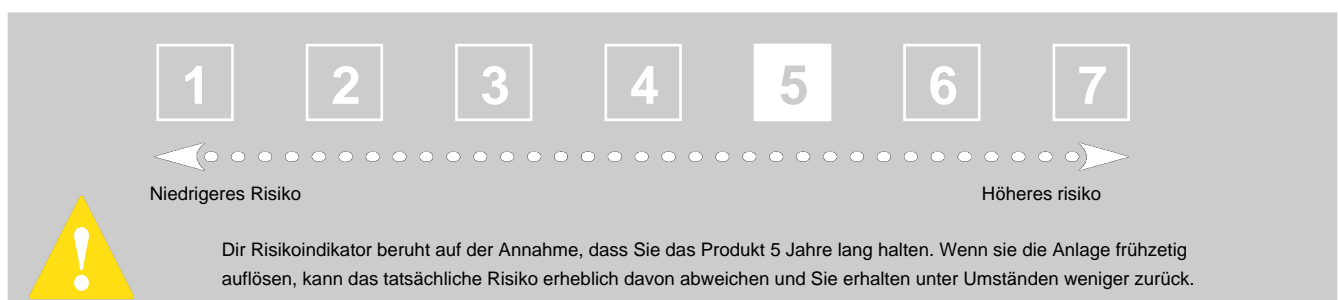 1 2 3 4 5 6 7
Niedrigeres Risiko Höheres risiko
!
Dir Risikoindikator beruht auf der Annahme, dass Sie das Produkt 5 Jahre lang halten. Wenn sie die Anlage frühzetig
auflösen, kann das tatsächliche Risiko erheblich davon abweichen und Sie erhalten unter Umständen weniger zurück.